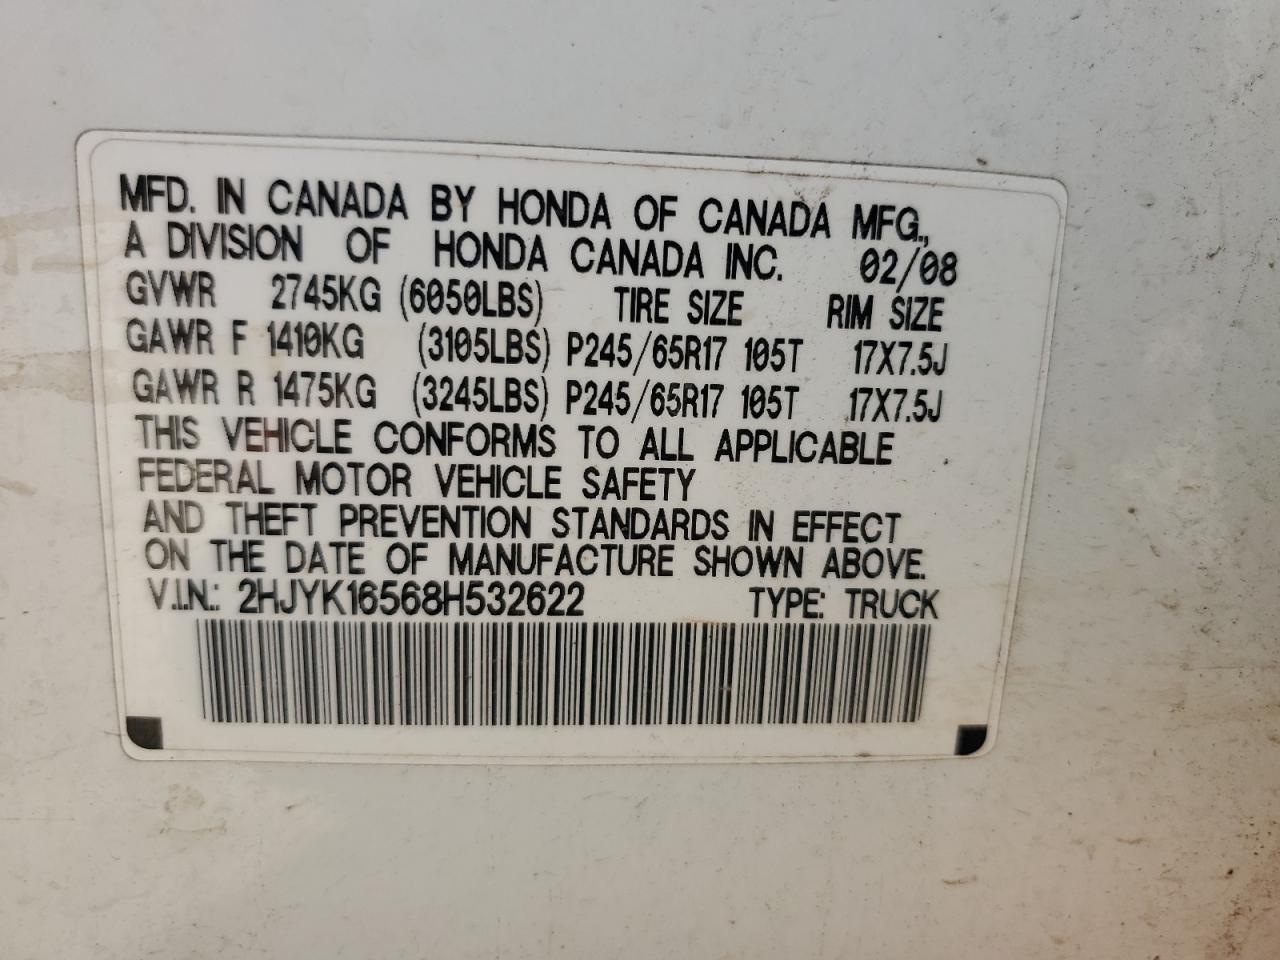 MFD. IN CANADA BY HONDA OF CANADA MFG.,
A DIVISION OF HONDA CANADA INC. 02/08
GVWR 2745KG (6050LBS) TIRE SIZE RIM SIZE
GAWR F 1410KG (3105LBS) P245/65R17 105T 17X7.5J
GAWR R 1475KG (3245LBS) P245/65R17 105T 17X7.5J
THIS VEHICLE CONFORMS TO ALL APPLICABLE
FEDERAL MOTOR VEHICLE SAFETY
AND THEFT PREVENTION STANDARDS IN EFFECT
ON THE DATE OF MANUFACTURE SHOWN ABOVE.
V.I.N.: 2HJYK16568H532622 TYPE: TRUCK